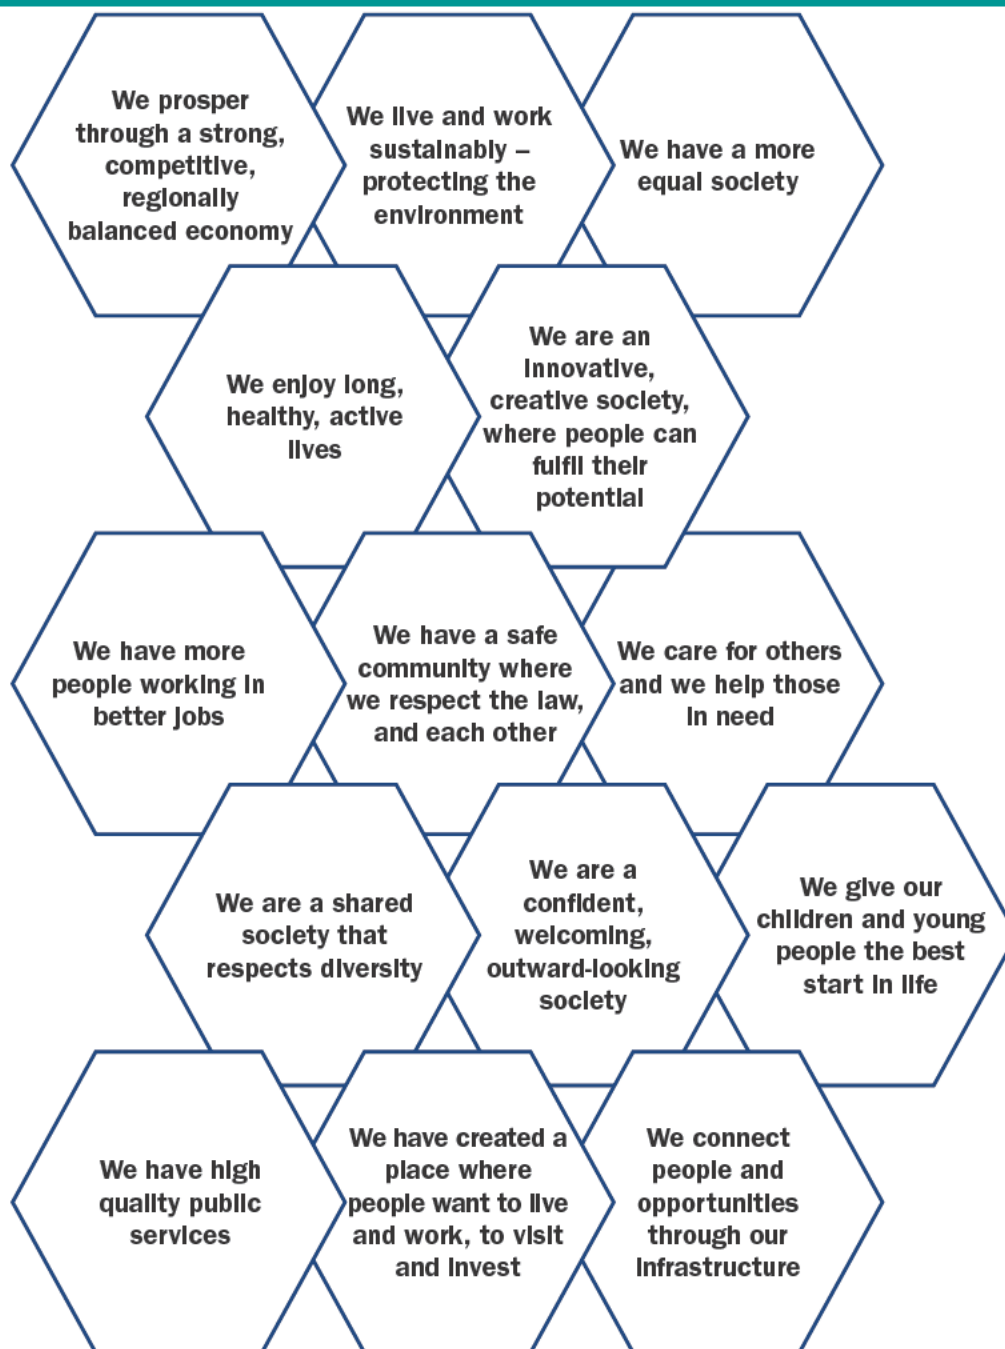 We prosper
through a strong,
competitive,
regionally
balanced economy
We live and work
sustainably –
protecting the
environment
We have a more
equal society
We enjoy long,
healthy, active
lives
We are an
innovative,
creative society,
where people can
fulfil their
potential
We have more
people working in
better jobs
We have a safe
community where
we respect the law,
and each other
We care for others
and we help those
in need
We are a shared
society that
respects diversity
We are a
confident,
welcoming,
outward-looking
society
We give our
children and young
people the best
start in life
We have high
quality public
services
We have created a
place where
people want to live
and work, to visit
and invest
We connect
people and
opportunities
through our
infrastructure